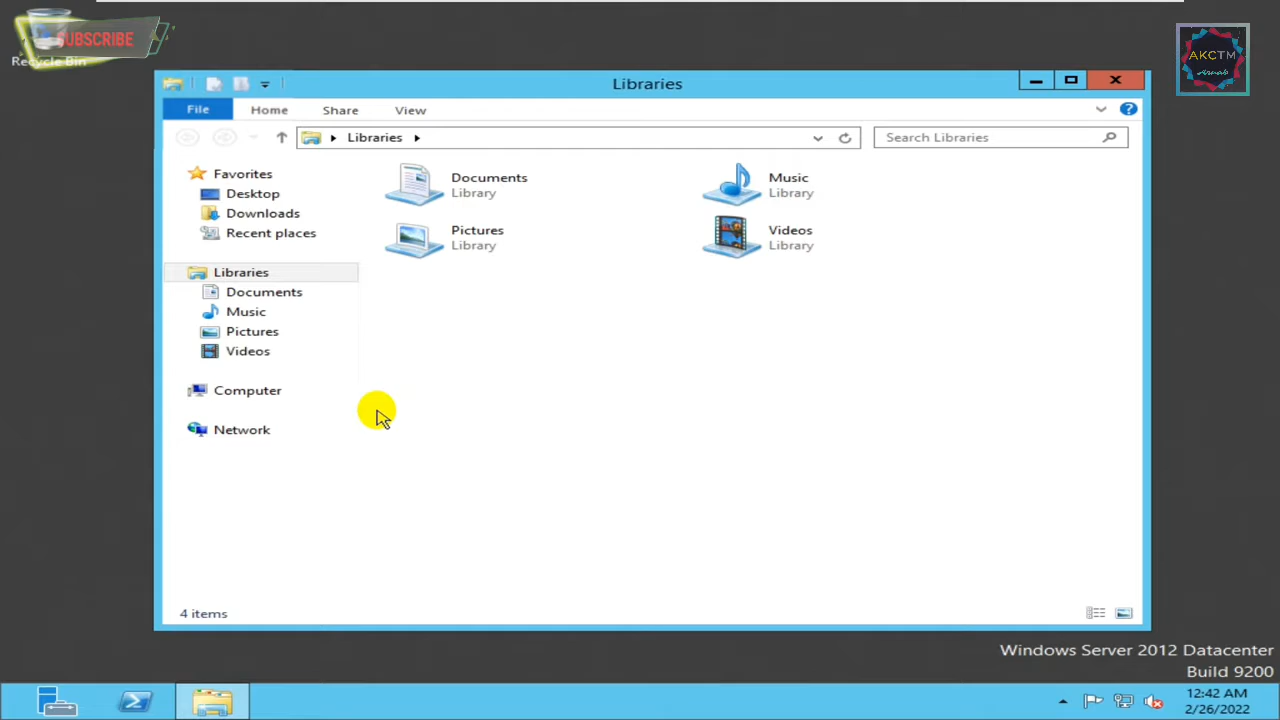 SUBSCRIBE
Recycle Bin
AKCTM
Libraries
File
Home
Share
View
Libraries
Search Libraries
Favorites
Desktop
Downloads
Recent places
Libraries
Documents
Music
Pictures
Videos
Computer
Network
Documents
Library
Music
Library
Pictures
Library
Videos
Library
4 items
Windows Server 2012 Datacenter
Build 9200
12:42 AM
2/26/2022